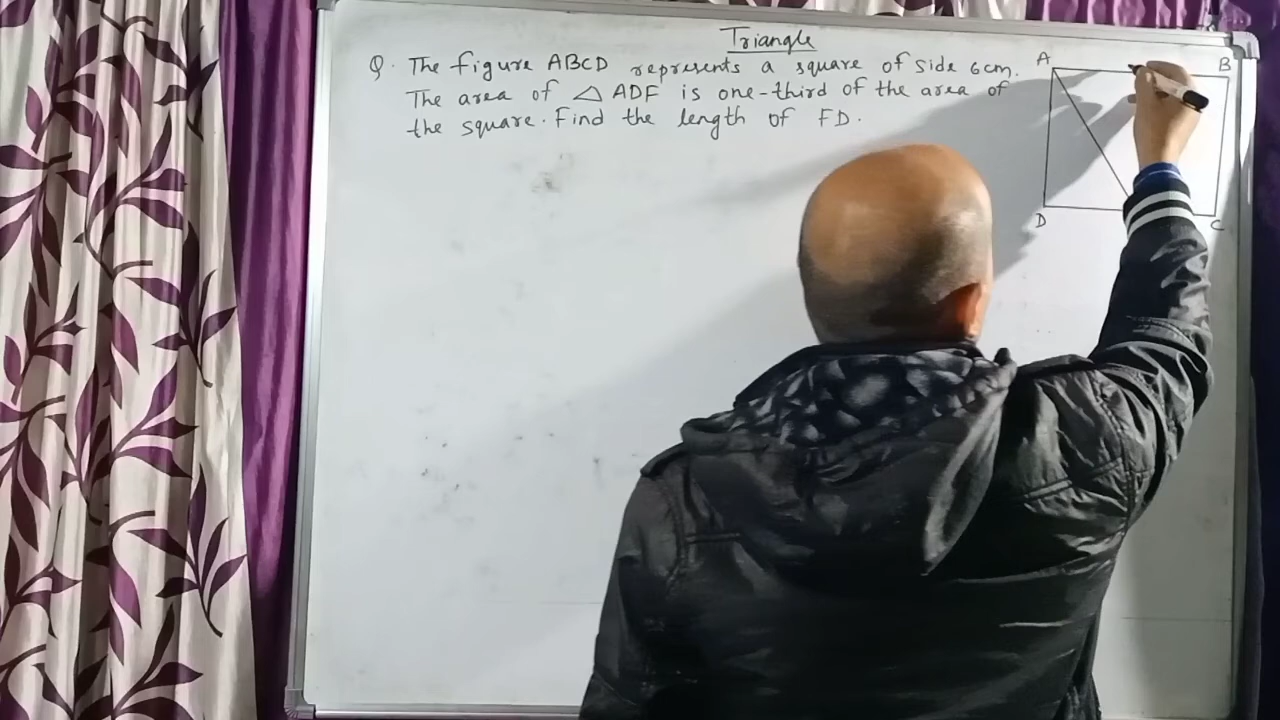 Triangle
Q. The figure ABCD represents a square of side 6cm.
The area of △ ADF is one-third of the area of
the square. Find the length of FD.
A
B
D
C